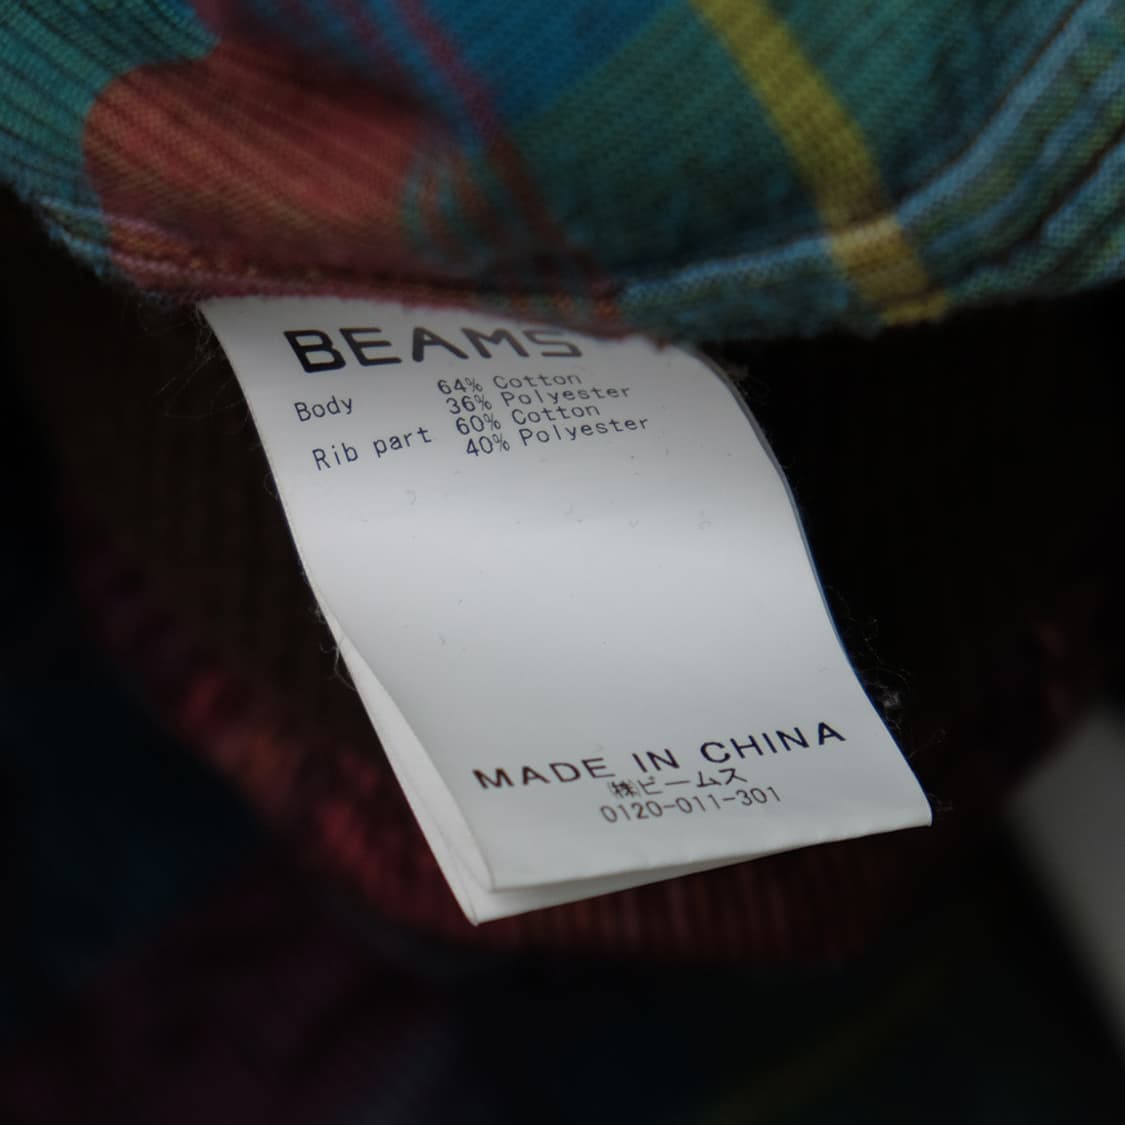 BEAMS
Body 64% Cotton
36% Polyester
Rib part 60% Cotton
40% Polyester
MADE IN CHINA
㈱ビームス
0120-011-301